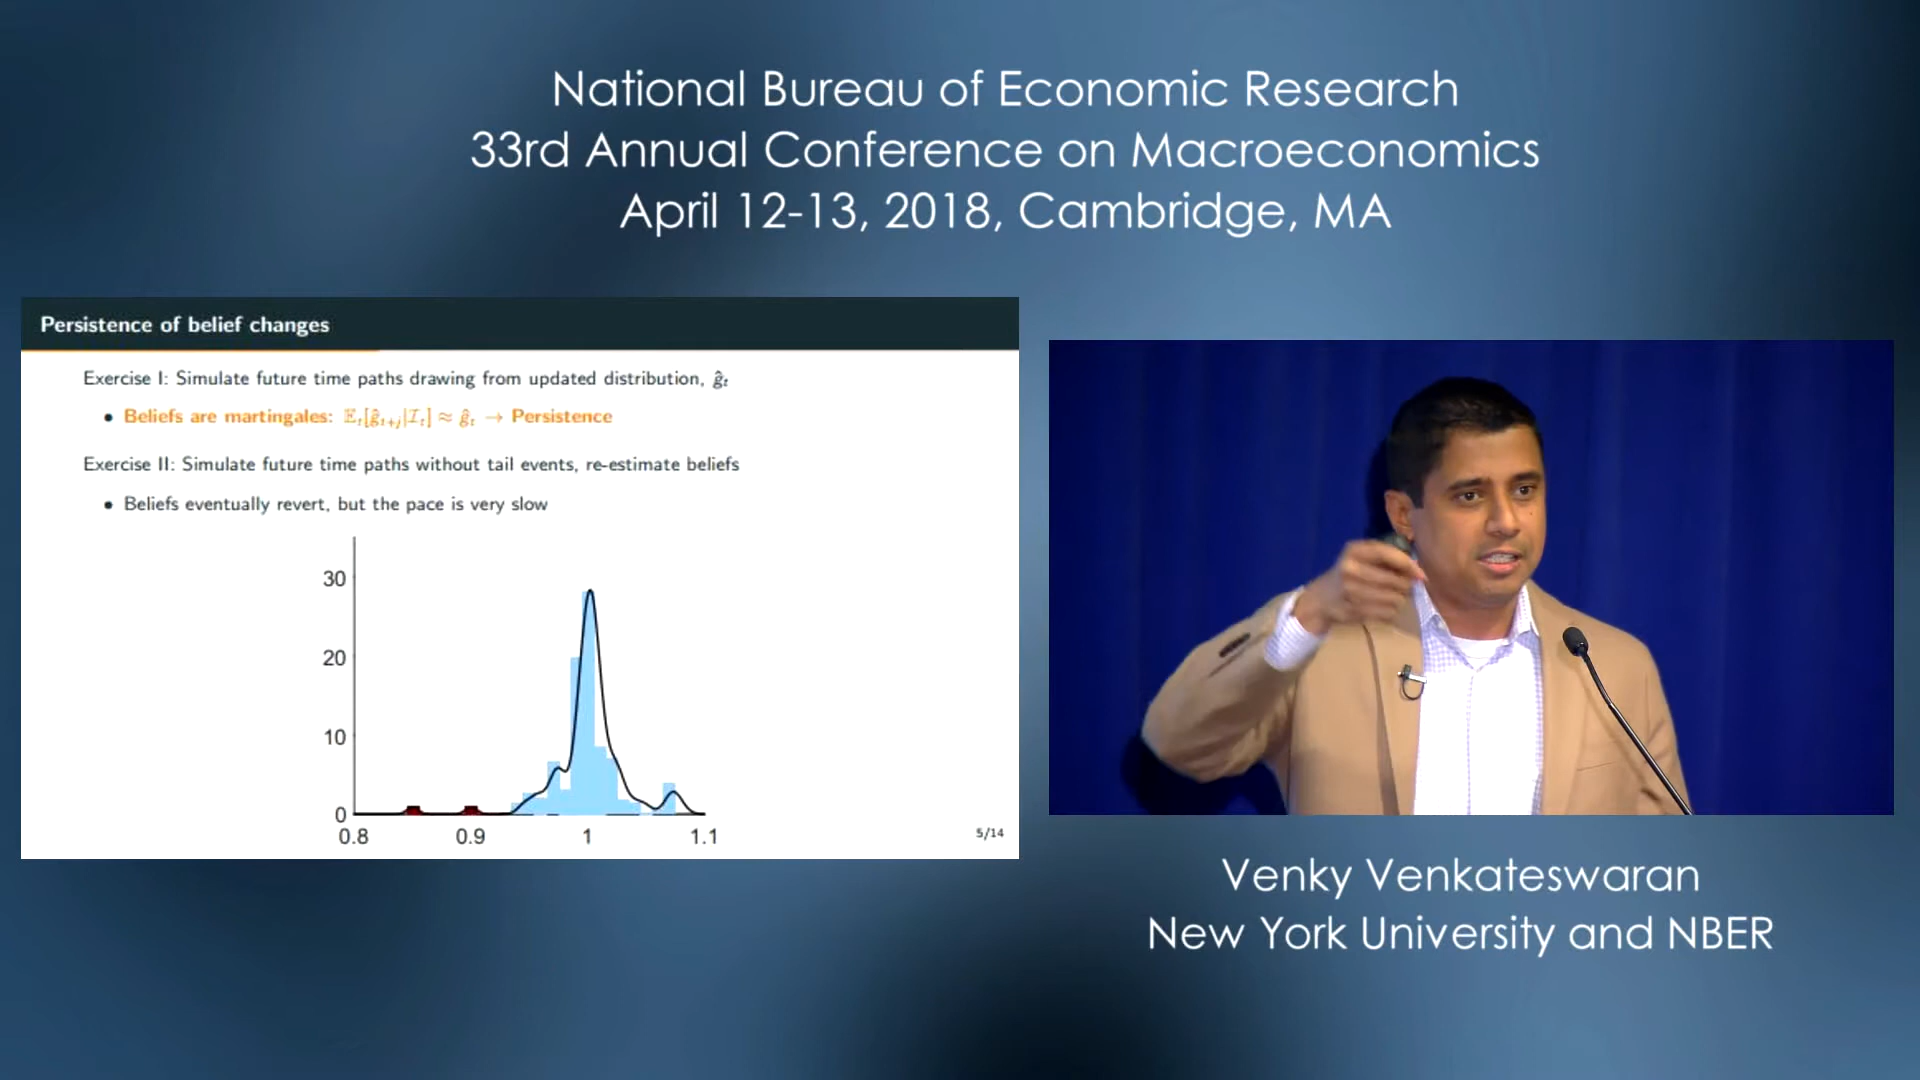 National Bureau of Economic Research
33rd Annual Conference on Macroeconomics
April 12-13, 2018, Cambridge, MA
Persistence of belief changes
Exercise I: Simulate future time paths drawing from updated distribution, ĝₜ
• Beliefs are martingales: 𝔼ₜ[ĝₜ₊ⱼ|ℐₜ] ≈ ĝₜ → Persistence
Exercise II: Simulate future time paths without tail events, re-estimate beliefs
• Beliefs eventually revert, but the pace is very slow
30
20
10
0
0.8 0.9 1 1.1
5/14
Venky Venkateswaran
New York University and NBER